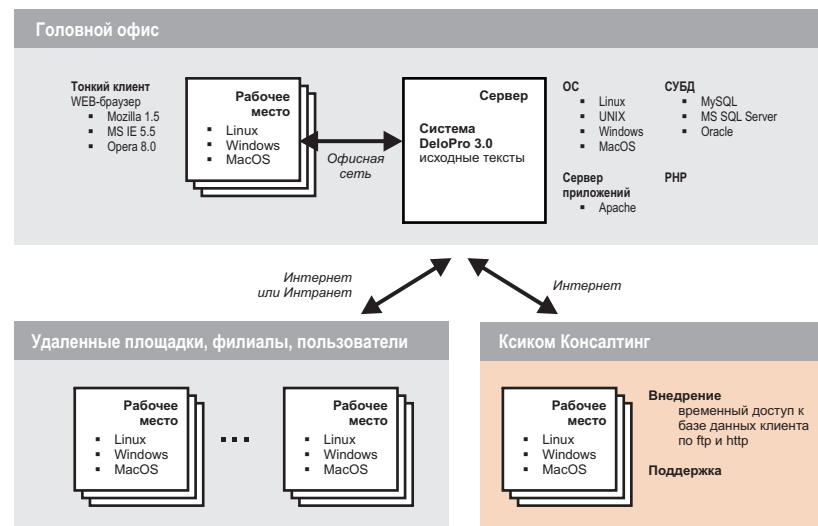 Головной офис
Тонкий клиент
WEB-браузер
▪ Mozilla 1.5
▪ MS IE 5.5
▪ Opera 8.0
Рабочее
место
▪ Linux
▪ Windows
▪ MacOS
Офисная
сеть
Сервер
Система
DeloPro 3.0
исходные тексты
ОС
▪ Linux
▪ UNIX
▪ Windows
▪ MacOS
СУБД
▪ MySQL
▪ MS SQL Server
▪ Oracle
Сервер
приложений
▪ Apache
PHP
Интернет
или Интранет
Интернет
Удаленные площадки, филиалы, пользователи
Рабочее
место
▪ Linux
▪ Windows
▪ MacOS
...
Рабочее
место
▪ Linux
▪ Windows
▪ MacOS
Ксиком Консалтинг
Рабочее
место
▪ Linux
▪ Windows
▪ MacOS
Внедрение
временный доступ к
базе данных клиента
по ftp и http
Поддержка